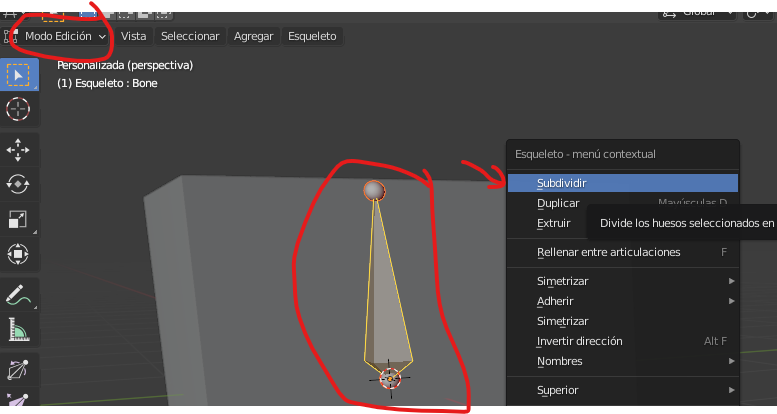 Global
Modo Edición Vista Seleccionar Agregar Esqueleto
Personalizada (perspectiva)
(1) Esqueleto : Bone
Esqueleto - menú contextual
Subdividir
Duplicar Mayúsculas D
Extruir
Divide los huesos seleccionados en
Rellenar entre articulaciones F
Simetrizar
Adherir
Simetrizar
Invertir dirección Alt F
Nombres
Superior